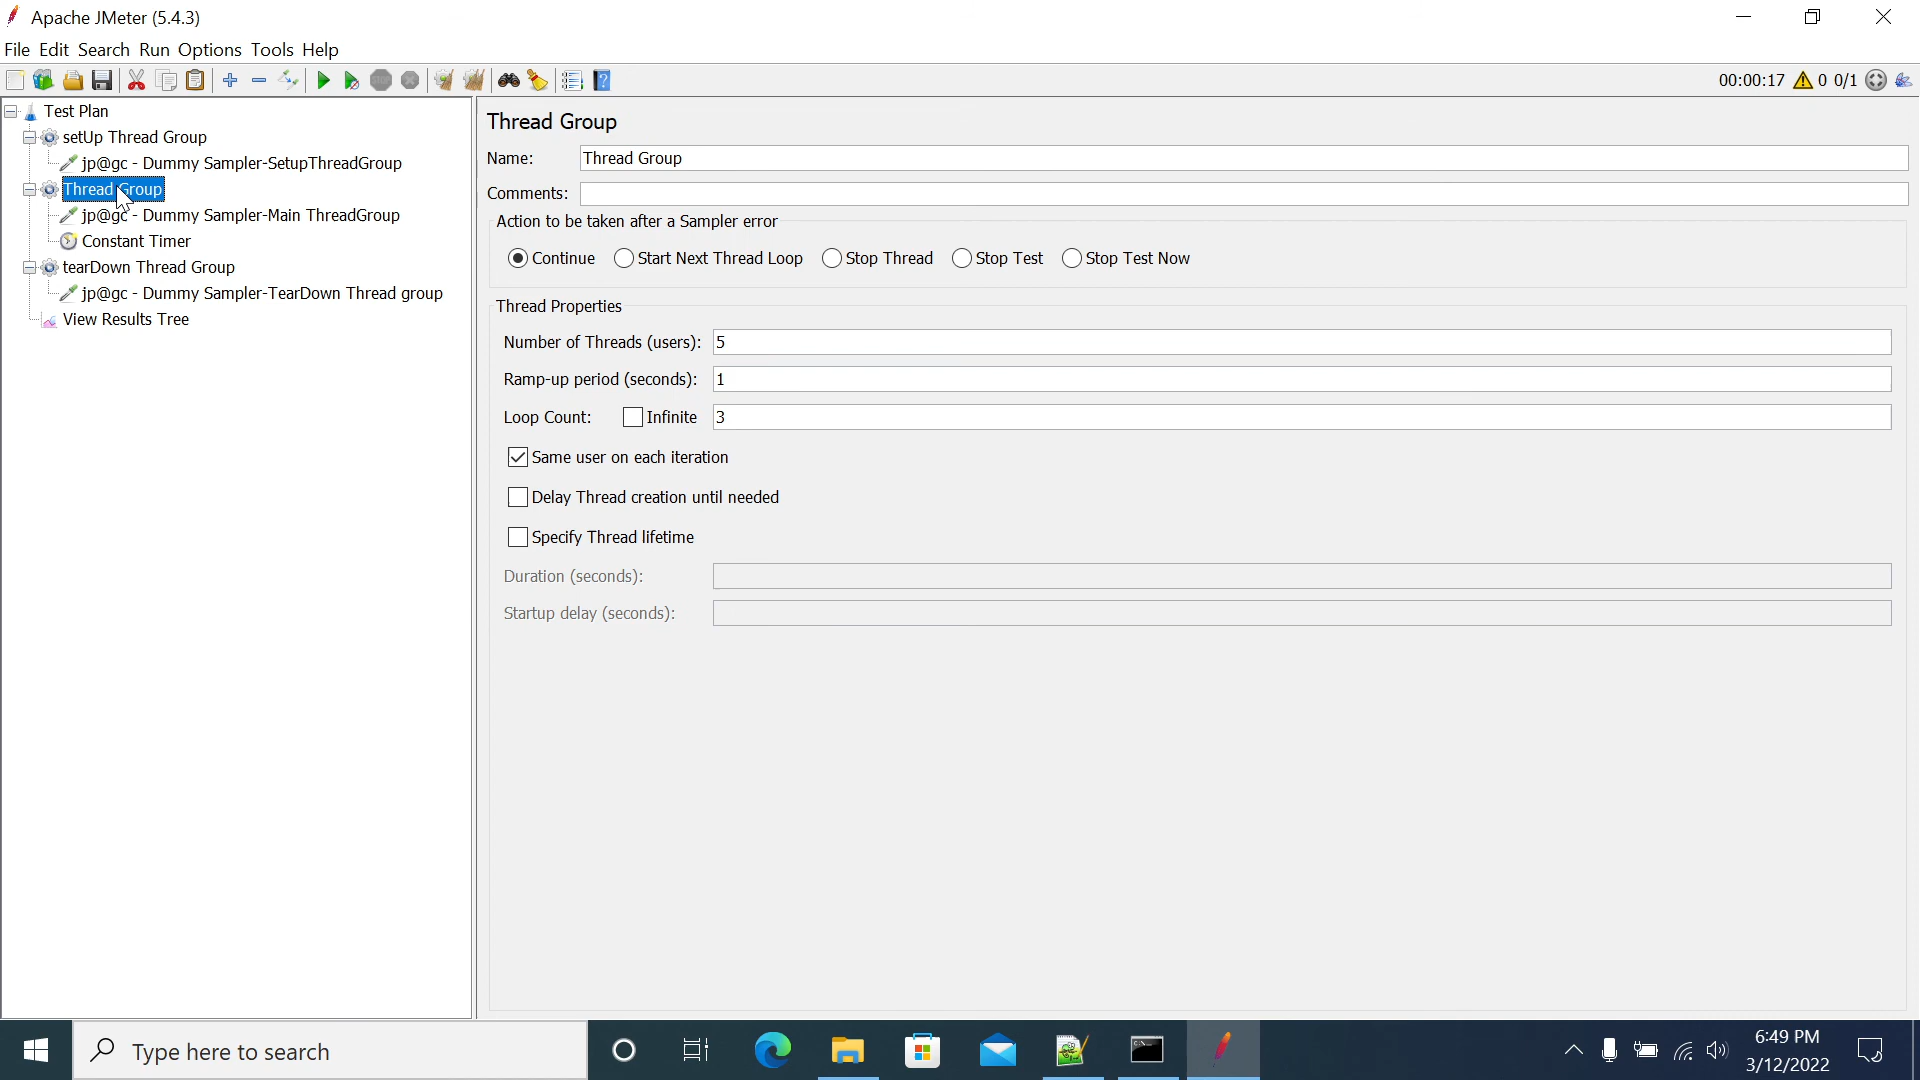 Apache JMeter (5.4.3)
File Edit Search Run Options Tools Help
00:00:17 0 0/1
Test Plan
setUp Thread Group
jp@gc - Dummy Sampler-SetupThreadGroup
Thread Group
jp@gc - Dummy Sampler-Main ThreadGroup
Constant Timer
tearDown Thread Group
jp@gc - Dummy Sampler-TearDown Thread group
View Results Tree
Thread Group
Name: Thread Group
Comments:
Action to be taken after a Sampler error
Continue Start Next Thread Loop Stop Thread Stop Test Stop Test Now
Thread Properties
Number of Threads (users): 5
Ramp-up period (seconds): 1
Loop Count: Infinite 3
Same user on each iteration
Delay Thread creation until needed
Specify Thread lifetime
Duration (seconds):
Startup delay (seconds):
Type here to search
6:49 PM
3/12/2022